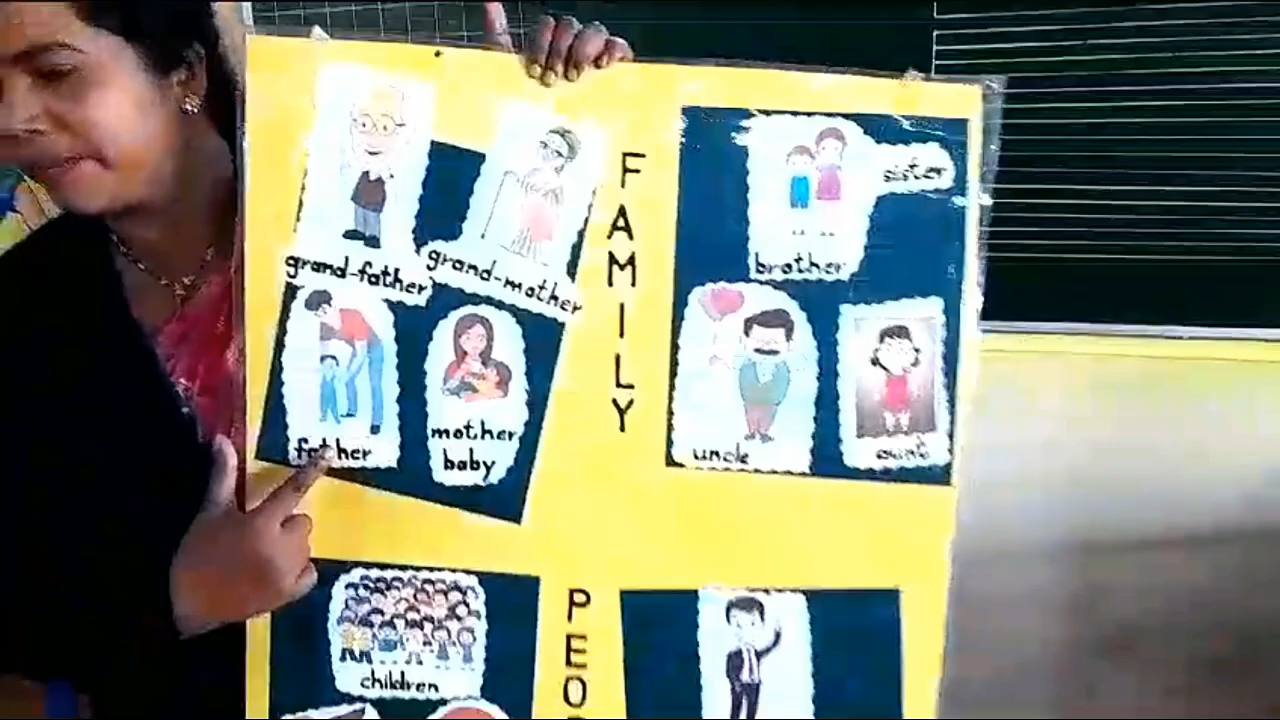 grand-father
grand-mother
father
mother
baby
FAMILY
sister
brother
uncle
aunt
children
PEO